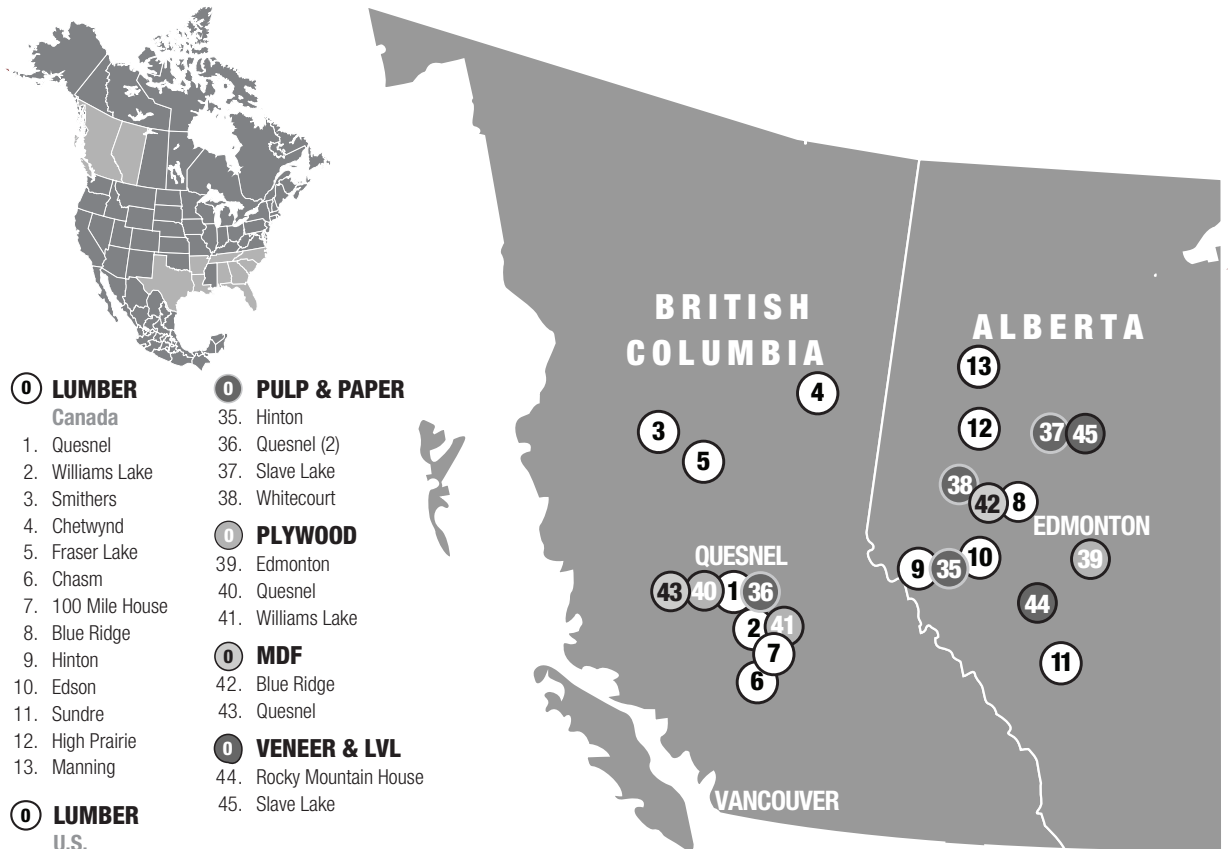 0 LUMBER
Canada
1. Quesnel
2. Williams Lake
3. Smithers
4. Chetwynd
5. Fraser Lake
6. Chasm
7. 100 Mile House
8. Blue Ridge
9. Hinton
10. Edson
11. Sundre
12. High Prairie
13. Manning
0 LUMBER
U.S.
0 PULP & PAPER
35. Hinton
36. Quesnel (2)
37. Slave Lake
38. Whitecourt
0 PLYWOOD
39. Edmonton
40. Quesnel
41. Williams Lake
0 MDF
42. Blue Ridge
43. Quesnel
0 VENEER & LVL
44. Rocky Mountain House
45. Slave Lake
BRITISH
COLUMBIA
4
3
5
QUESNEL
43 40 1 36
2 41
7
6
VANCOUVER
ALBERTA
13
12 37 45
38
42 8
EDMONTON
9 35 10 39
44
11